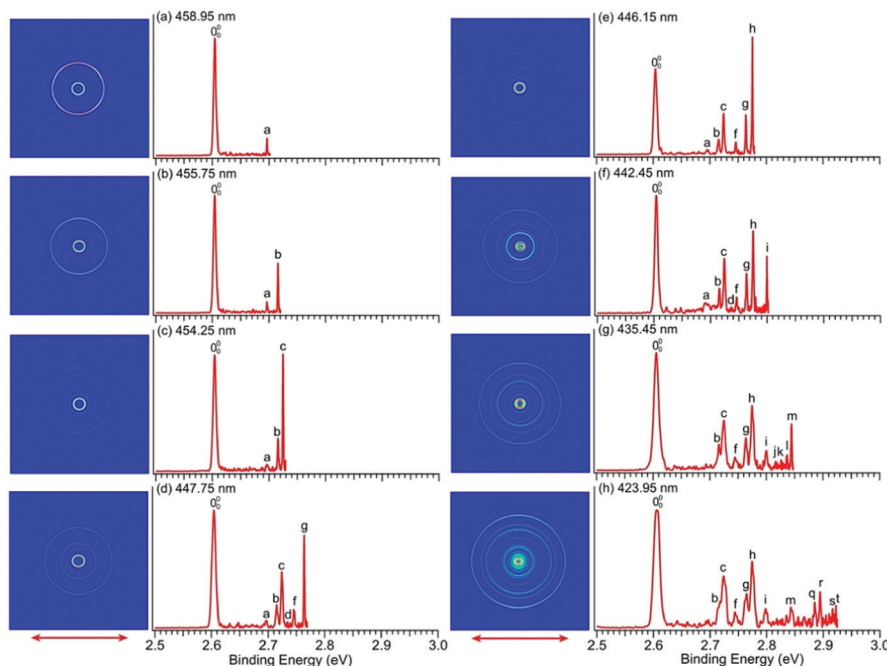 (a) 458.95 nm
0⁰₀
a
(b) 455.75 nm
0⁰₀
a
b
(c) 454.25 nm
0⁰₀
a
b
c
(d) 447.75 nm
0⁰₀
a
b
c
d
f
g
2.5 2.6 2.7 2.8 2.9 3.0
Binding Energy (eV)
(e) 446.15 nm
0⁰₀
a
b
c
f
g
h
(f) 442.45 nm
0⁰₀
a
b
c
d
f
g
h
i
(g) 435.45 nm
0⁰₀
b
c
f
g
h
i
j
k
l
m
(h) 423.95 nm
0⁰₀
b
c
f
g
h
i
m
q
r
s
t
2.5 2.6 2.7 2.8 2.9 3.0
Binding Energy (eV)